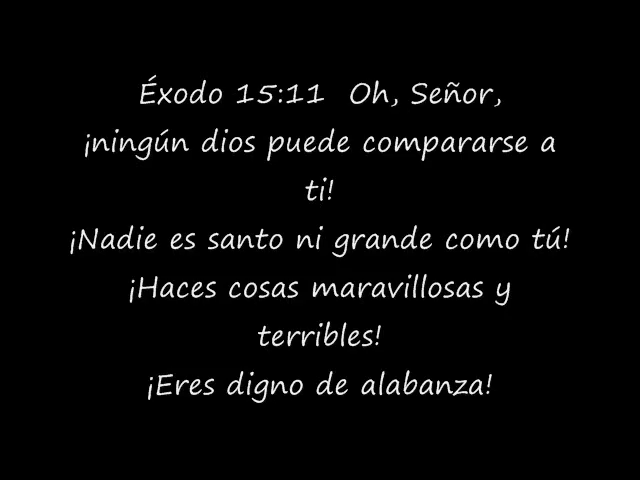 Éxodo 15:11  Oh, Señor,
¡ningún dios puede compararse a
ti!
¡Nadie es santo ni grande como tú!
¡Haces cosas maravillosas y
terribles!
¡Eres digno de alabanza!